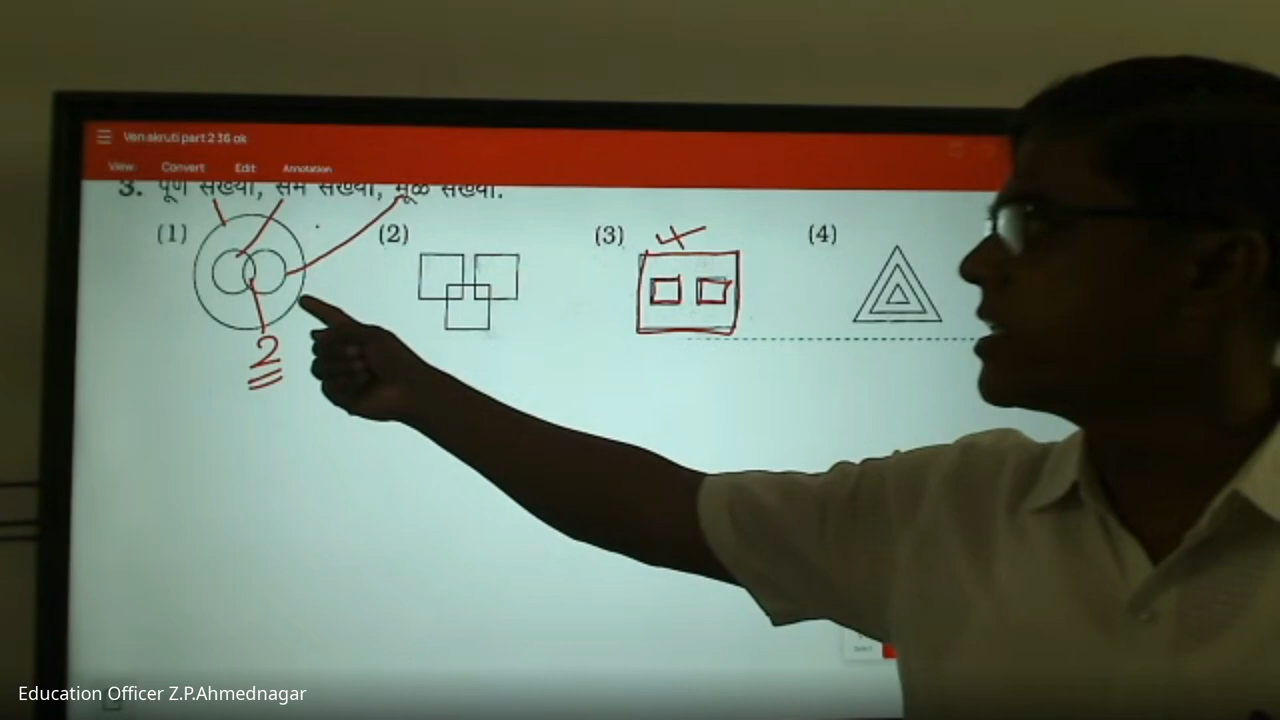 Ven akruti part 2 36 ok
View Convert Edit Annotation
3. पूर्ण संख्या, सम संख्या, मूळ संख्या.
(1) (2) (3) (4)
2
Education Officer Z.P.Ahmednagar